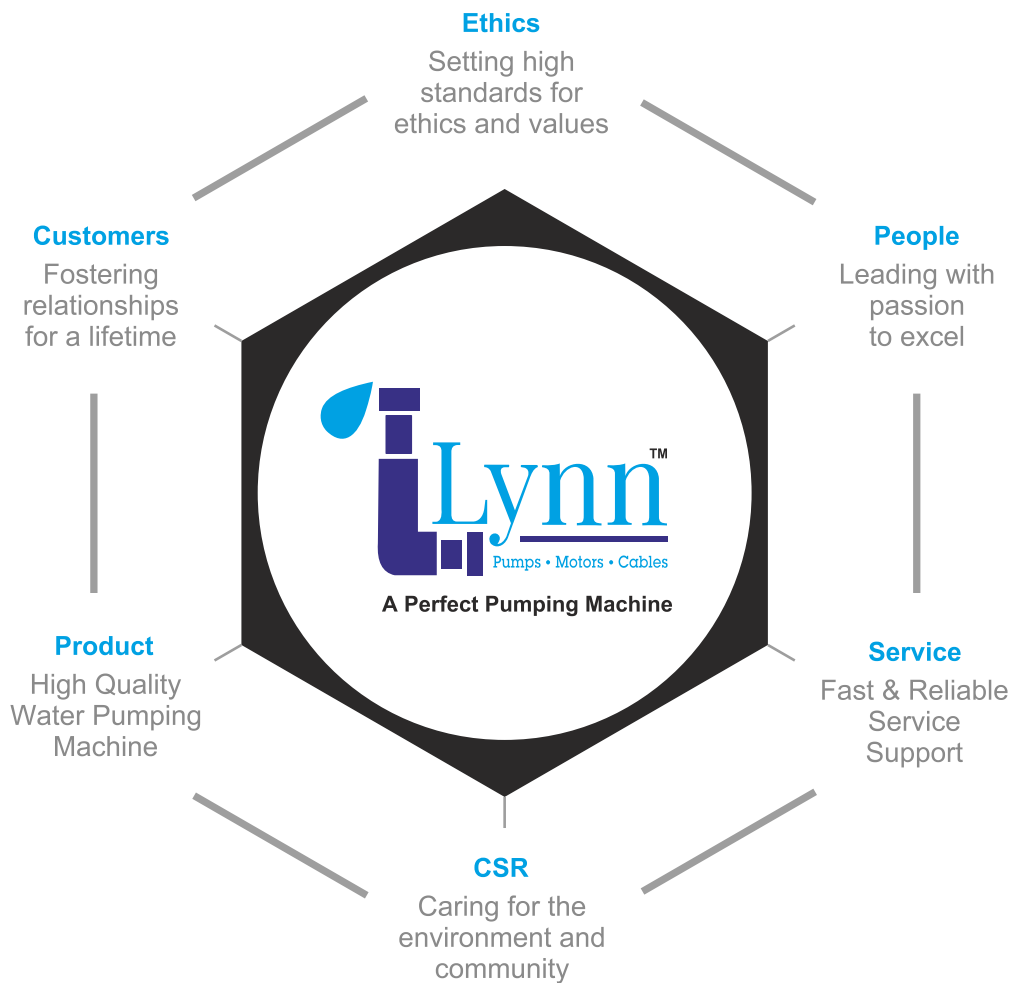 Ethics
Setting high
standards for
ethics and values
Customers
Fostering
relationships
for a lifetime
People
Leading with
passion
to excel
Lynn™
Pumps • Motors • Cables
A Perfect Pumping Machine
Product
High Quality
Water Pumping
Machine
Service
Fast & Reliable
Service
Support
CSR
Caring for the
environment and
community